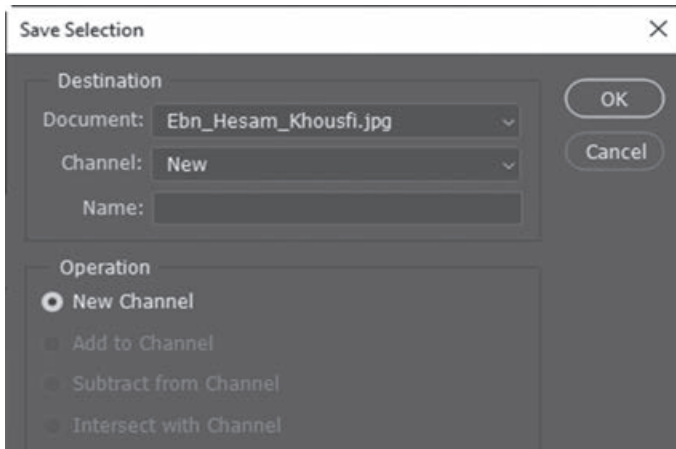 Save Selection
Destination
Document: Ebn_Hesam_Khousfi.jpg
Channel: New
Name:
OK
Cancel
Operation
New Channel
Add to Channel
Subtract from Channel
Intersect with Channel